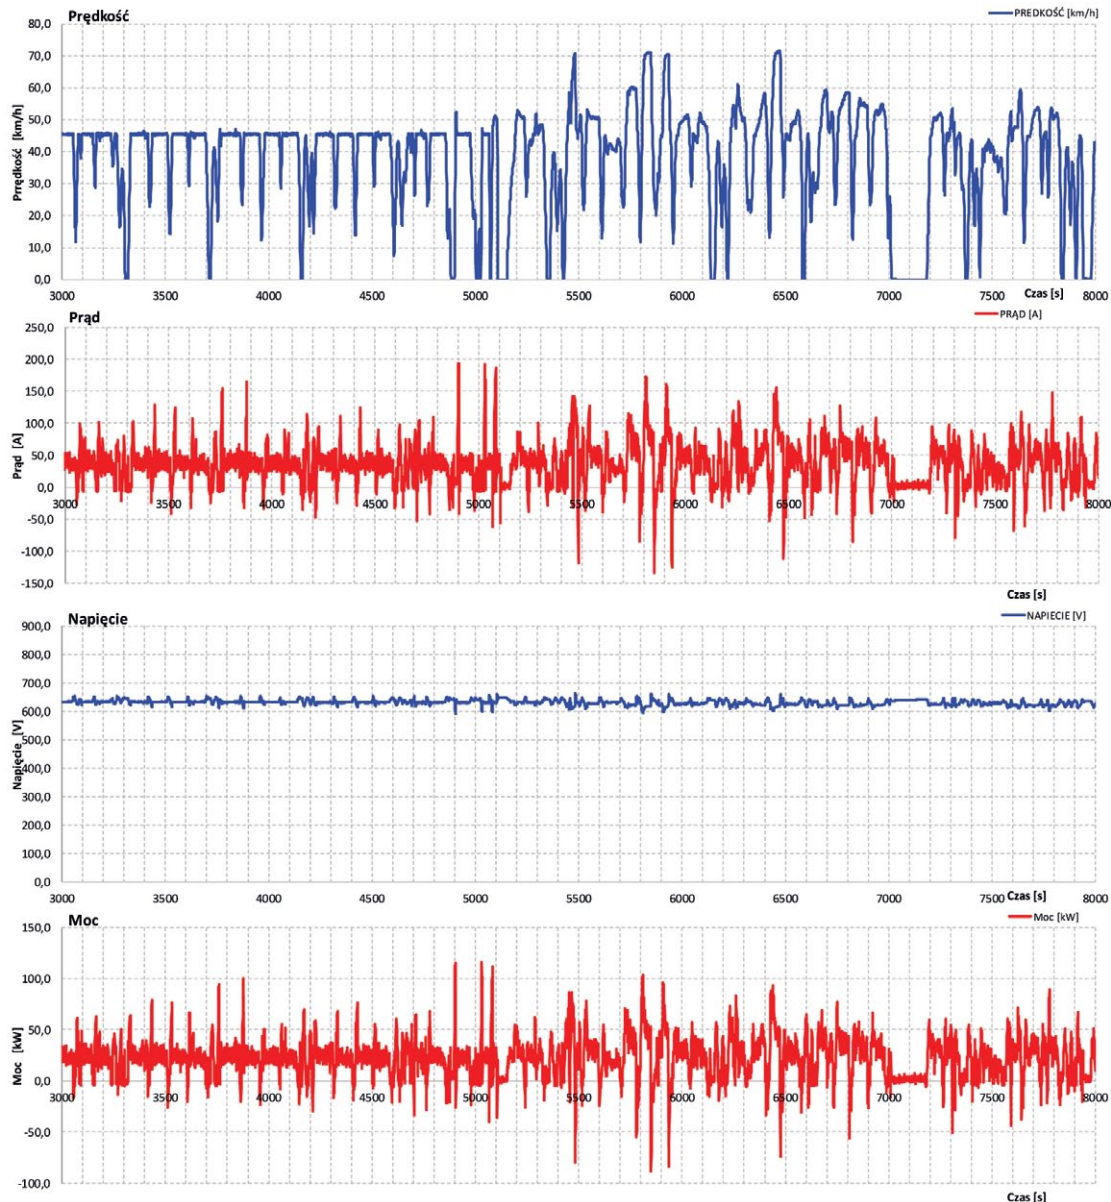 Prędkość
PREDKOŚĆ [km/h]
80,0
70,0
60,0
50,0
40,0
30,0
20,0
10,0
0,0
Prrędkość [km/h]
3000 3500 4000 4500 5000 5500 6000 6500 7000 7500 8000
Czas [s]
Prąd
PRĄD [A]
250,0
200,0
150,0
100,0
50,0
0,0
-50,0
-100,0
-150,0
Prąd [A]
3000 3500 4000 4500 5000 5500 6000 6500 7000 7500 8000
Czas [s]
Napięcie
NAPIECIE [V]
900,0
800,0
700,0
600,0
500,0
400,0
300,0
200,0
100,0
0,0
Napięcie [V]
3000 3500 4000 4500 5000 5500 6000 6500 7000 7500 8000
Czas [s]
Moc
Moc [kW]
150,0
100,0
50,0
0,0
-50,0
-100,0
Moc [kW]
3000 3500 4000 4500 5000 5500 6000 6500 7000 7500 8000
Czas [s]